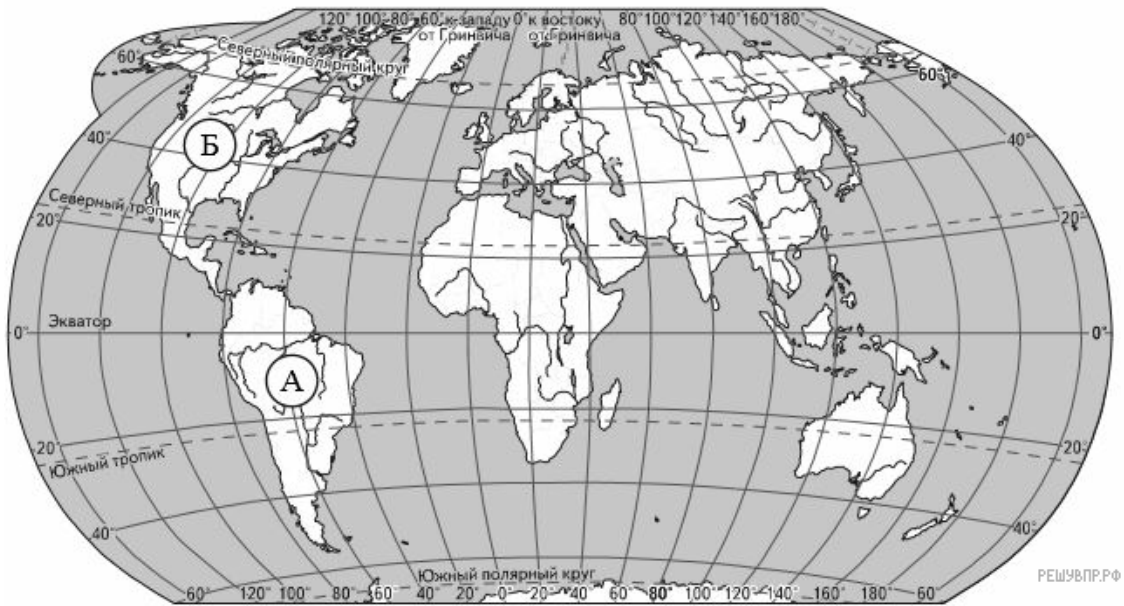 120° 100° 80° 60° к западу 0° к востоку 80° 100° 120° 140° 160° 180°
от Гринвича от Гринвича
60° Северный полярный круг 60°
40° Б 40°
Северный тропик
20° 20°
Экватор
0° 0°
А
20° 20°
Южный тропик
40° 40°
Южный полярный круг
60° 120° 100° 80° 60° 40° 20° 0° 20° 40° 60° 80° 100° 120° 140° 160° 180° 60°
РЕШУВПР.РФ